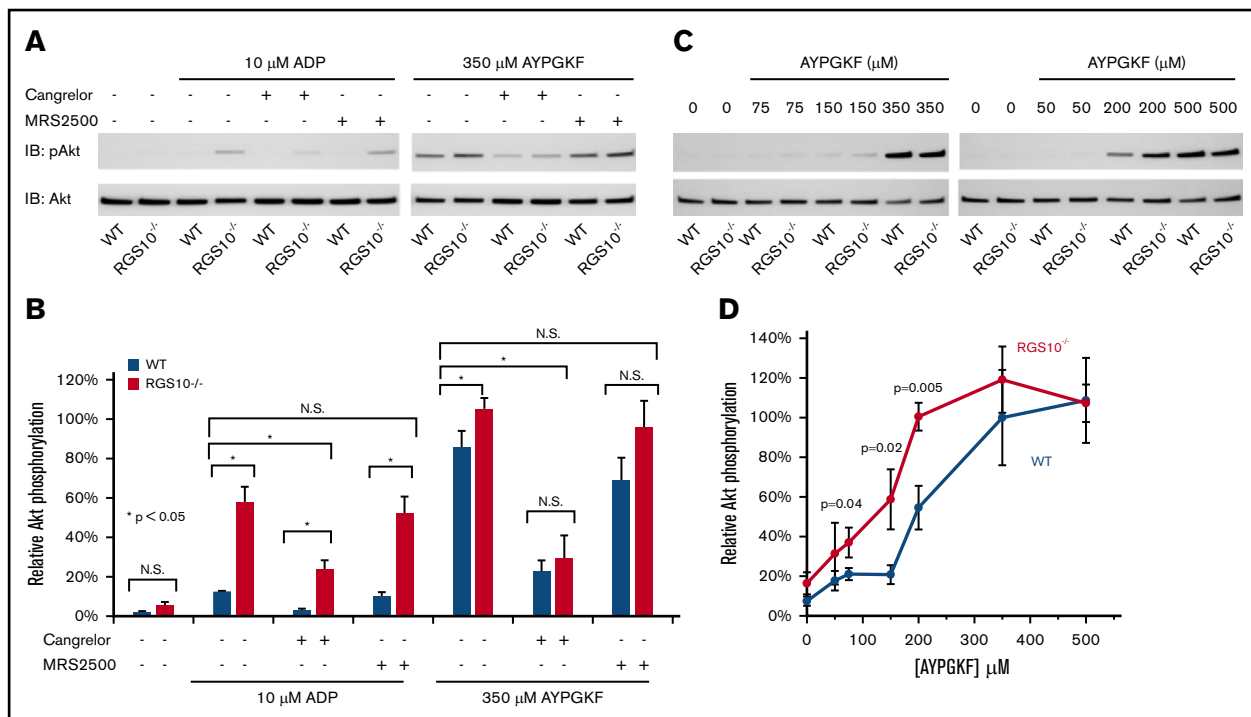 A
10 μM ADP
350 μM AYPGKF
Cangrelor - - - - + + - - - - + + - -
MRS2500 - - - - - - + + - - - - + +
IB: pAkt
IB: Akt
WT RGS10-/- WT RGS10-/- WT RGS10-/- WT RGS10-/- WT RGS10-/- WT RGS10-/- WT RGS10-/-
C
AYPGKF (μM)
AYPGKF (μM)
0 0 75 75 150 150 350 350
0 0 50 50 200 200 500 500
WT RGS10-/- WT RGS10-/- WT RGS10-/- WT RGS10-/-
WT RGS10-/- WT RGS10-/- WT RGS10-/- WT RGS10-/-
B
WT
RGS10-/-
Relative Akt phosphorylation
120%
100%
80%
60%
40%
20%
0%
* p < 0.05
N.S.
N.S.
*
*
*
*
N.S.
*
*
N.S.
N.S.
Cangrelor - - - - + + - - - - + + - -
MRS2500 - - - - - - + + - - - - + +
10 μM ADP
350 μM AYPGKF
D
Relative Akt phosphorylation
140%
120%
100%
80%
60%
40%
20%
0%
RGS10-/-
p=0.005
p=0.02
WT
p=0.04
0 100 200 300 400 500
[AYPGKF] μM